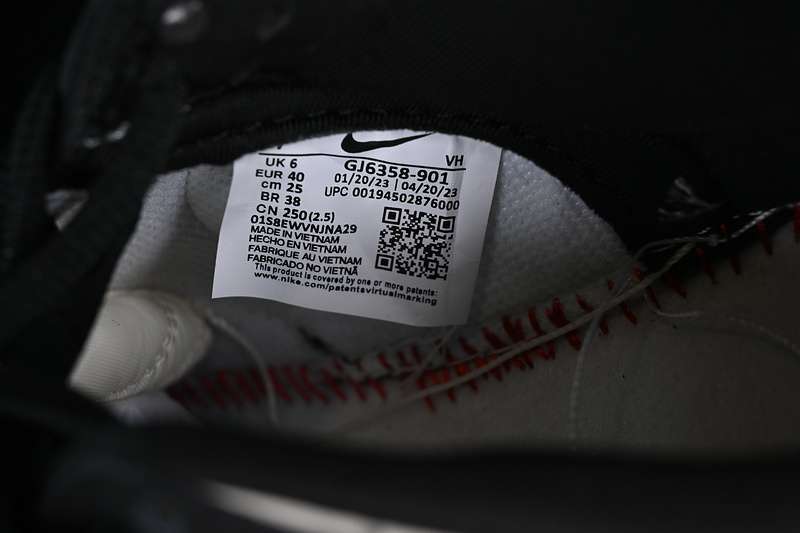 VH
UK 6
GJ6358-901
EUR 40
01/20/23 | 04/20/23
cm 25
UPC 00194502876000
BR 38
CN 250(2.5)
01S8EWVNJNA29
MADE IN VIETNAM
HECHO EN VIETNAM
FABRIQUE AU VIETNAM
FABRICADO NO VIETNÃ
This product is covered by one or more patents:
www.nike.com/patentsvirtualmarking